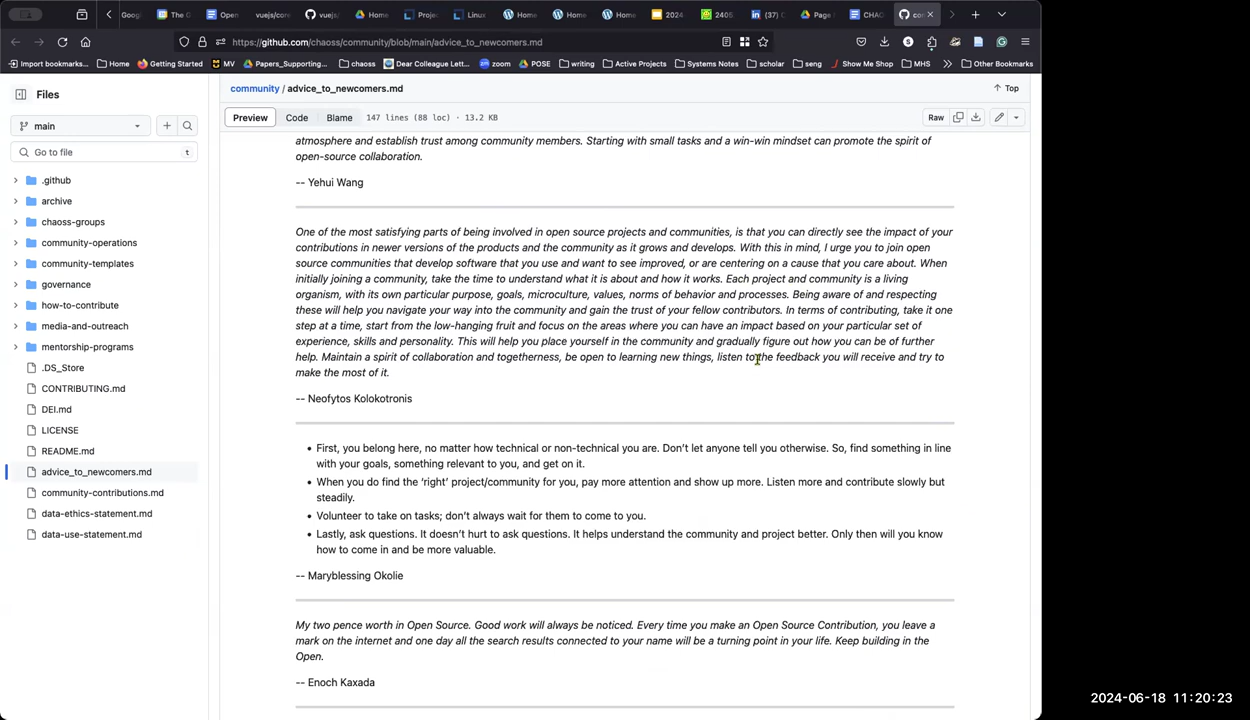 Goo
The G
Open
vuejs/core
vuejs/
Home
Projec
Linux
Home
Home
Home
2024
2405
(37) (
Page
CHAO
cor
https://github.com/chaoss/community/blob/main/advice_to_newcomers.md
Import bookmarks...
Home
Getting Started
MV
Papers_Supporting...
chaoss
Dear Colleague Lett...
zoom
POSE
writing
Active Projects
Systems Notes
scholar
seng
Show Me Shop
MHS
Other Bookmarks
Files
community / advice_to_newcomers.md
Top
main
Preview
Code
Blame
147 lines (88 loc) · 13.2 KB
Raw
Go to file
t
.github
archive
chaoss-groups
community-operations
community-templates
governance
how-to-contribute
media-and-outreach
mentorship-programs
.DS_Store
CONTRIBUTING.md
DEI.md
LICENSE
README.md
advice_to_newcomers.md
community-contributions.md
data-ethics-statement.md
data-use-statement.md
atmosphere and establish trust among community members. Starting with small tasks and a win-win mindset can promote the spirit of
open-source collaboration.
-- Yehui Wang
One of the most satisfying parts of being involved in open source projects and communities, is that you can directly see the impact of your
contributions in newer versions of the products and the community as it grows and develops. With this in mind, I urge you to join open
source communities that develop software that you use and want to see improved, or are centering on a cause that you care about. When
initially joining a community, take the time to understand what it is about and how it works. Each project and community is a living
organism, with its own particular purpose, goals, microculture, values, norms of behavior and processes. Being aware of and respecting
these will help you navigate your way into the community and gain the trust of your fellow contributors. In terms of contributing, take it one
step at a time, start from the low-hanging fruit and focus on the areas where you can have an impact based on your particular set of
experience, skills and personality. This will help you place yourself in the community and gradually figure out how you can be of further
help. Maintain a spirit of collaboration and togetherness, be open to learning new things, listen to the feedback you will receive and try to
make the most of it.
-- Neofytos Kolokotronis
• First, you belong here, no matter how technical or non-technical you are. Don't let anyone tell you otherwise. So, find something in line
with your goals, something relevant to you, and get on it.
• When you do find the ‘right’ project/community for you, pay more attention and show up more. Listen more and contribute slowly but
steadily.
• Volunteer to take on tasks; don't always wait for them to come to you.
• Lastly, ask questions. It doesn't hurt to ask questions. It helps understand the community and project better. Only then will you know
how to come in and be more valuable.
-- Maryblessing Okolie
My two pence worth in Open Source. Good work will always be noticed. Every time you make an Open Source Contribution, you leave a
mark on the internet and one day all the search results connected to your name will be a turning point in your life. Keep building in the
Open.
-- Enoch Kaxada
2024-06-18 11:20:23